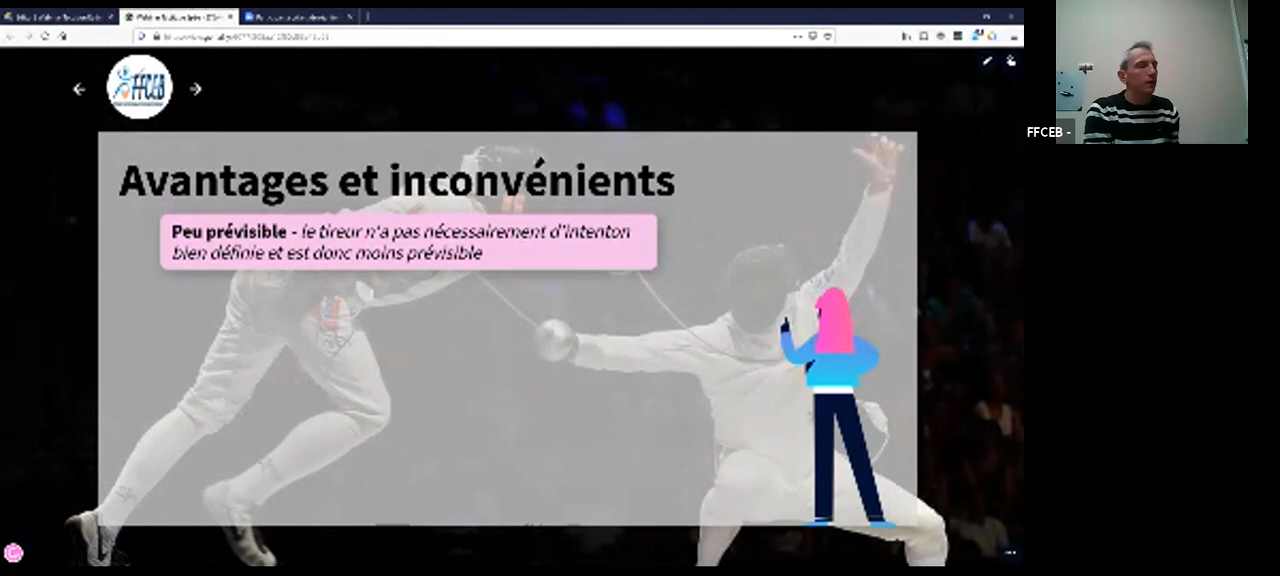 FFCEB
Avantages et inconvénients
Peu prévisible - le tireur n'a pas nécessairement d'intenton
bien définie et est donc moins prévisible
FFCEB -